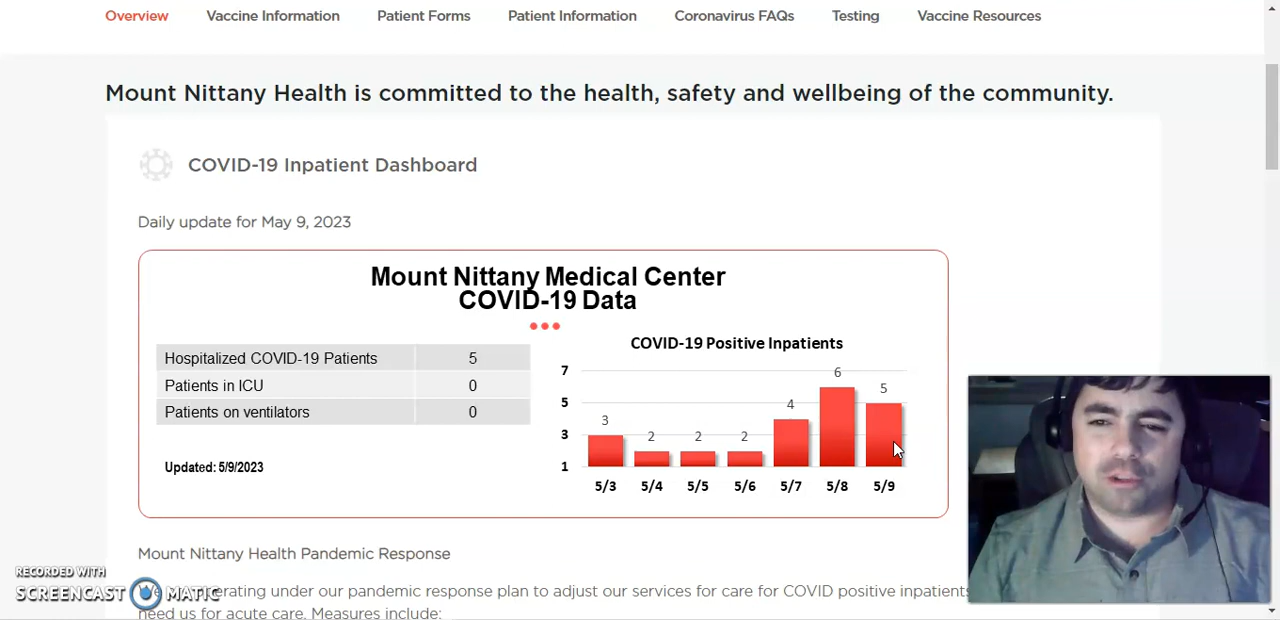 Overview Vaccine Information Patient Forms Patient Information Coronavirus FAQs Testing Vaccine Resources
Mount Nittany Health is committed to the health, safety and wellbeing of the community.
COVID-19 Inpatient Dashboard
Daily update for May 9, 2023
Mount Nittany Medical Center
COVID-19 Data
Hospitalized COVID-19 Patients 5
Patients in ICU 0
Patients on ventilators 0
Updated: 5/9/2023
COVID-19 Positive Inpatients
7
5
3
1
3 2 2 2 4 6 5
5/3 5/4 5/5 5/6 5/7 5/8 5/9
Mount Nittany Health Pandemic Response
operating under our pandemic response plan to adjust our services for care for COVID positive inpatients
need us for acute care. Measures include:
RECORDED WITH
SCREENCAST MATIC